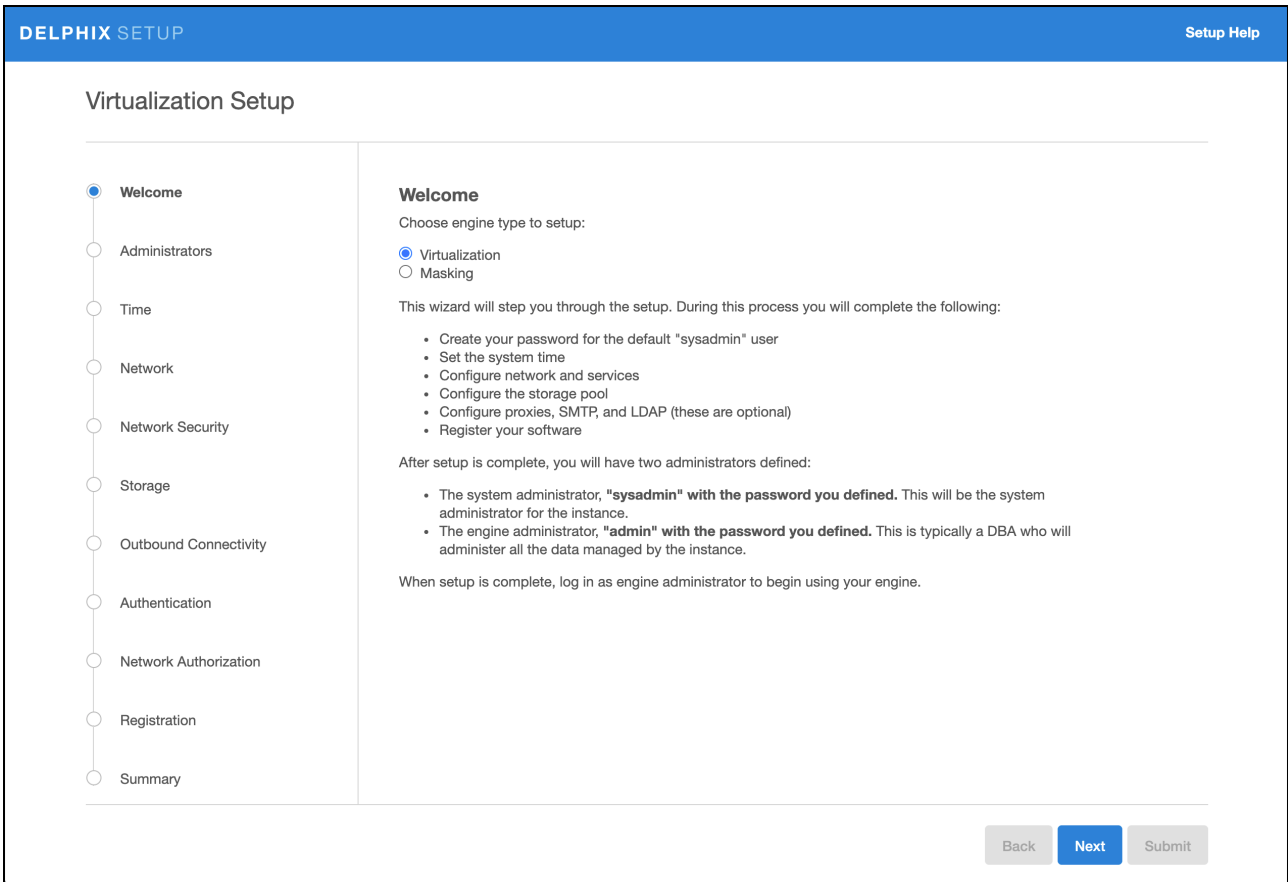 DELPHIX SETUP
Setup Help
Virtualization Setup
Welcome
Administrators
Time
Network
Network Security
Storage
Outbound Connectivity
Authentication
Network Authorization
Registration
Summary
Welcome
Choose engine type to setup:
Virtualization
Masking
This wizard will step you through the setup. During this process you will complete the following:
• Create your password for the default "sysadmin" user
• Set the system time
• Configure network and services
• Configure the storage pool
• Configure proxies, SMTP, and LDAP (these are optional)
• Register your software
After setup is complete, you will have two administrators defined:
• The system administrator, "sysadmin" with the password you defined. This will be the system
administrator for the instance.
• The engine administrator, "admin" with the password you defined. This is typically a DBA who will
administer all the data managed by the instance.
When setup is complete, log in as engine administrator to begin using your engine.
Back
Next
Submit